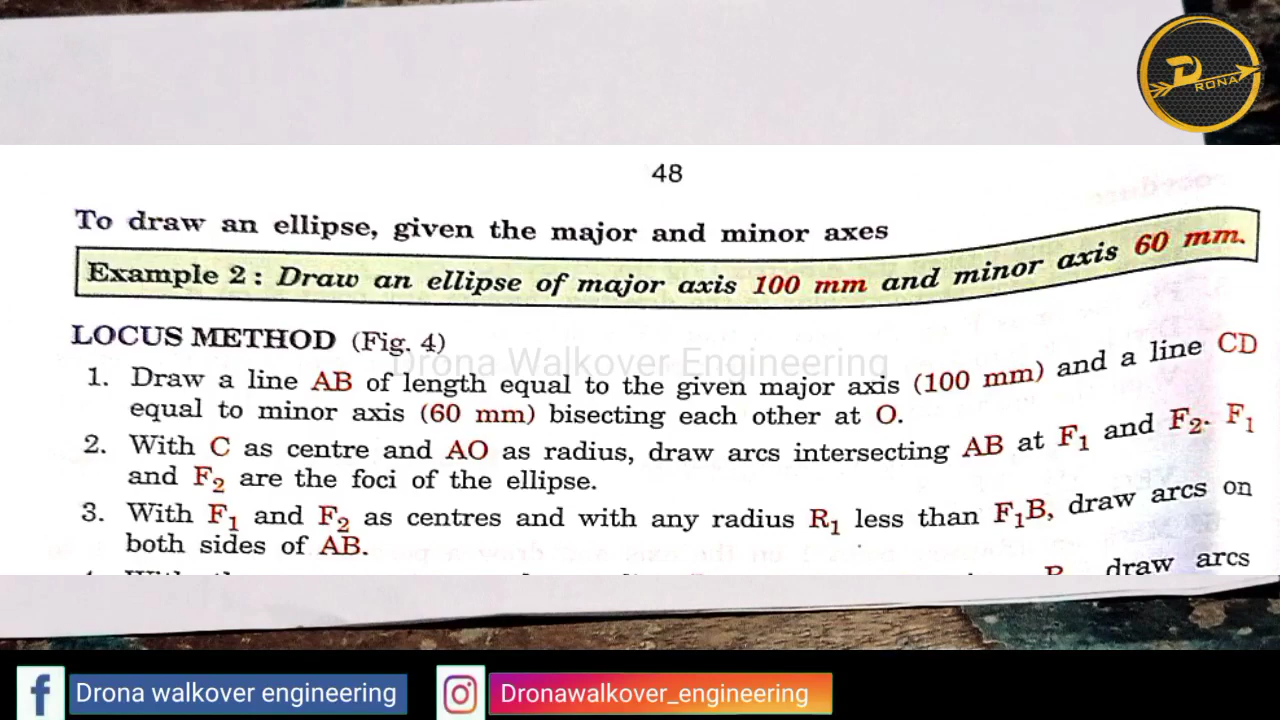 DRONA
48
To draw an ellipse, given the major and minor axes
Example 2 : Draw an ellipse of major axis 100 mm and minor axis 60 mm.
LOCUS METHOD (Fig. 4)
Drona Walkover Engineering
1. Draw a line AB of length equal to the given major axis (100 mm) and a line CD
equal to minor axis (60 mm) bisecting each other at O.
2. With C as centre and AO as radius, draw arcs intersecting AB at F₁ and F₂. F₁
and F₂ are the foci of the ellipse.
3. With F₁ and F₂ as centres and with any radius R₁ less than F₁B, draw arcs on
both sides of AB.
draw arcs
Drona walkover engineering
Dronawalkover_engineering